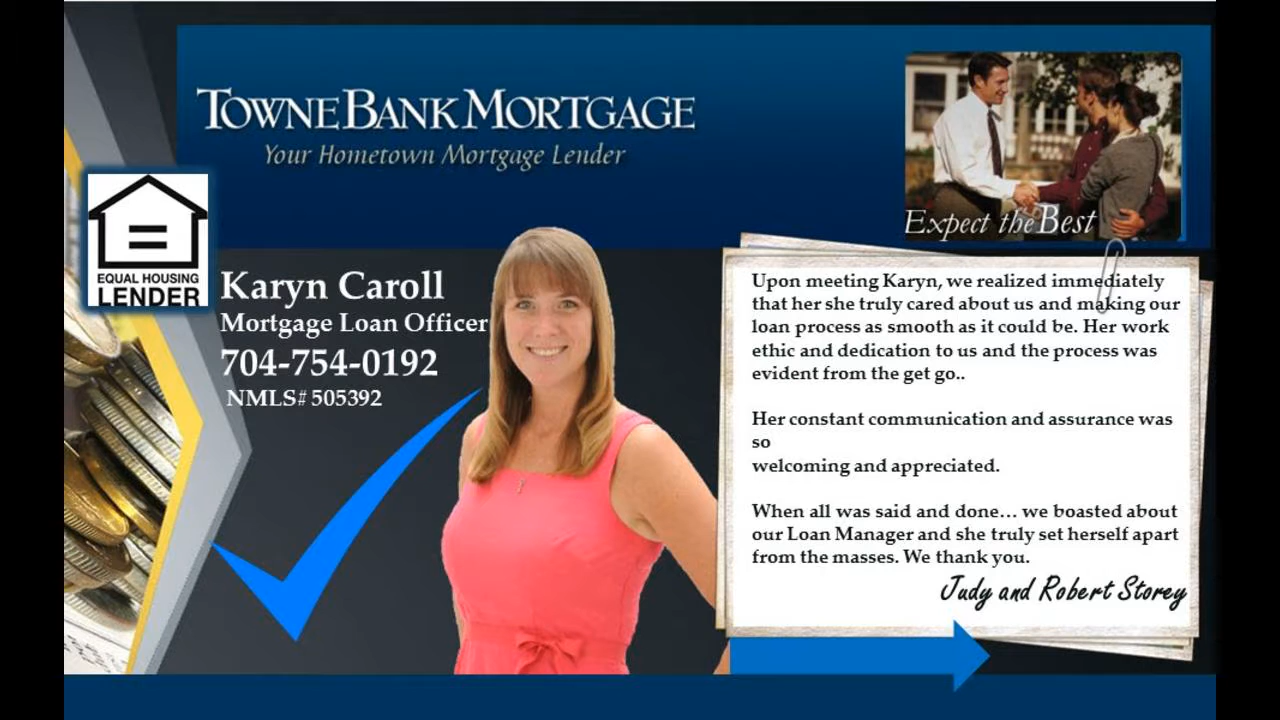 TOWNEBANK MORTGAGE
Your Hometown Mortgage Lender
Expect the Best
EQUAL HOUSING
LENDER
Karyn Caroll
Mortgage Loan Officer
704-754-0192
NMLS# 505392
Upon meeting Karyn, we realized immediately
that her she truly cared about us and making our
loan process as smooth as it could be. Her work
ethic and dedication to us and the process was
evident from the get go..
Her constant communication and assurance was
so
welcoming and appreciated.
When all was said and done… we boasted about
our Loan Manager and she truly set herself apart
from the masses. We thank you.
Judy and Robert Storey